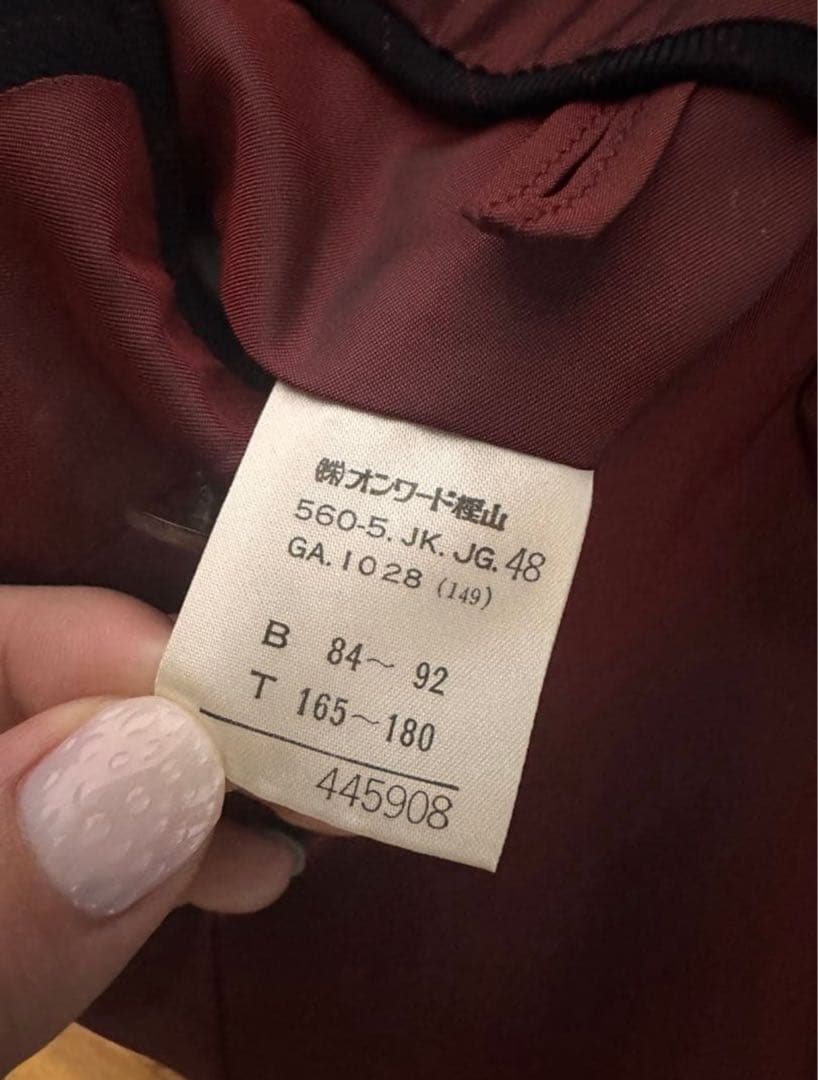 ㈱オンワード樫山
560-5. JK. JG. 48
GA. 1028 (149)
B 84～ 92
T 165～180
445908